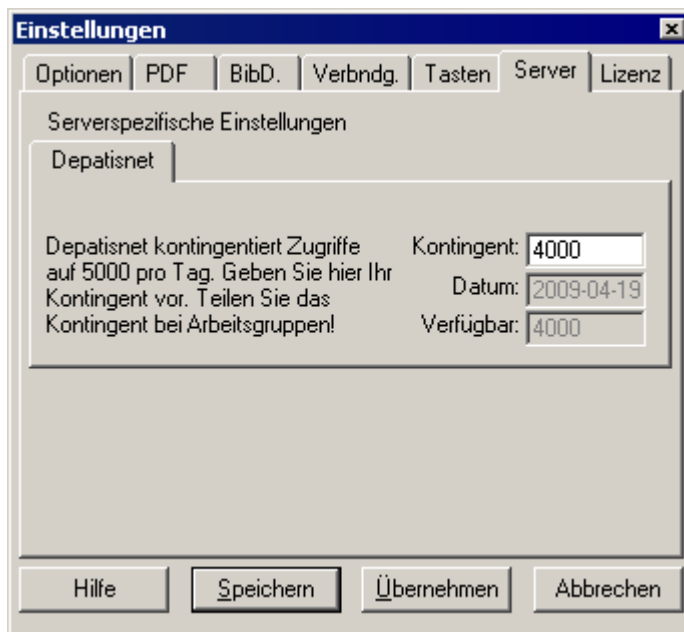 Einstellungen
Optionen PDF BibD. Verbndg. Tasten Server Lizenz
Serverspezifische Einstellungen
Depatisnet
Depatisnet kontingentiert Zugriffe
auf 5000 pro Tag. Geben Sie hier Ihr
Kontingent vor. Teilen Sie das
Kontingent bei Arbeitsgruppen!
Kontingent: 4000
Datum: 2009-04-19
Verfügbar: 4000
Hilfe Speichern Übernehmen Abbrechen